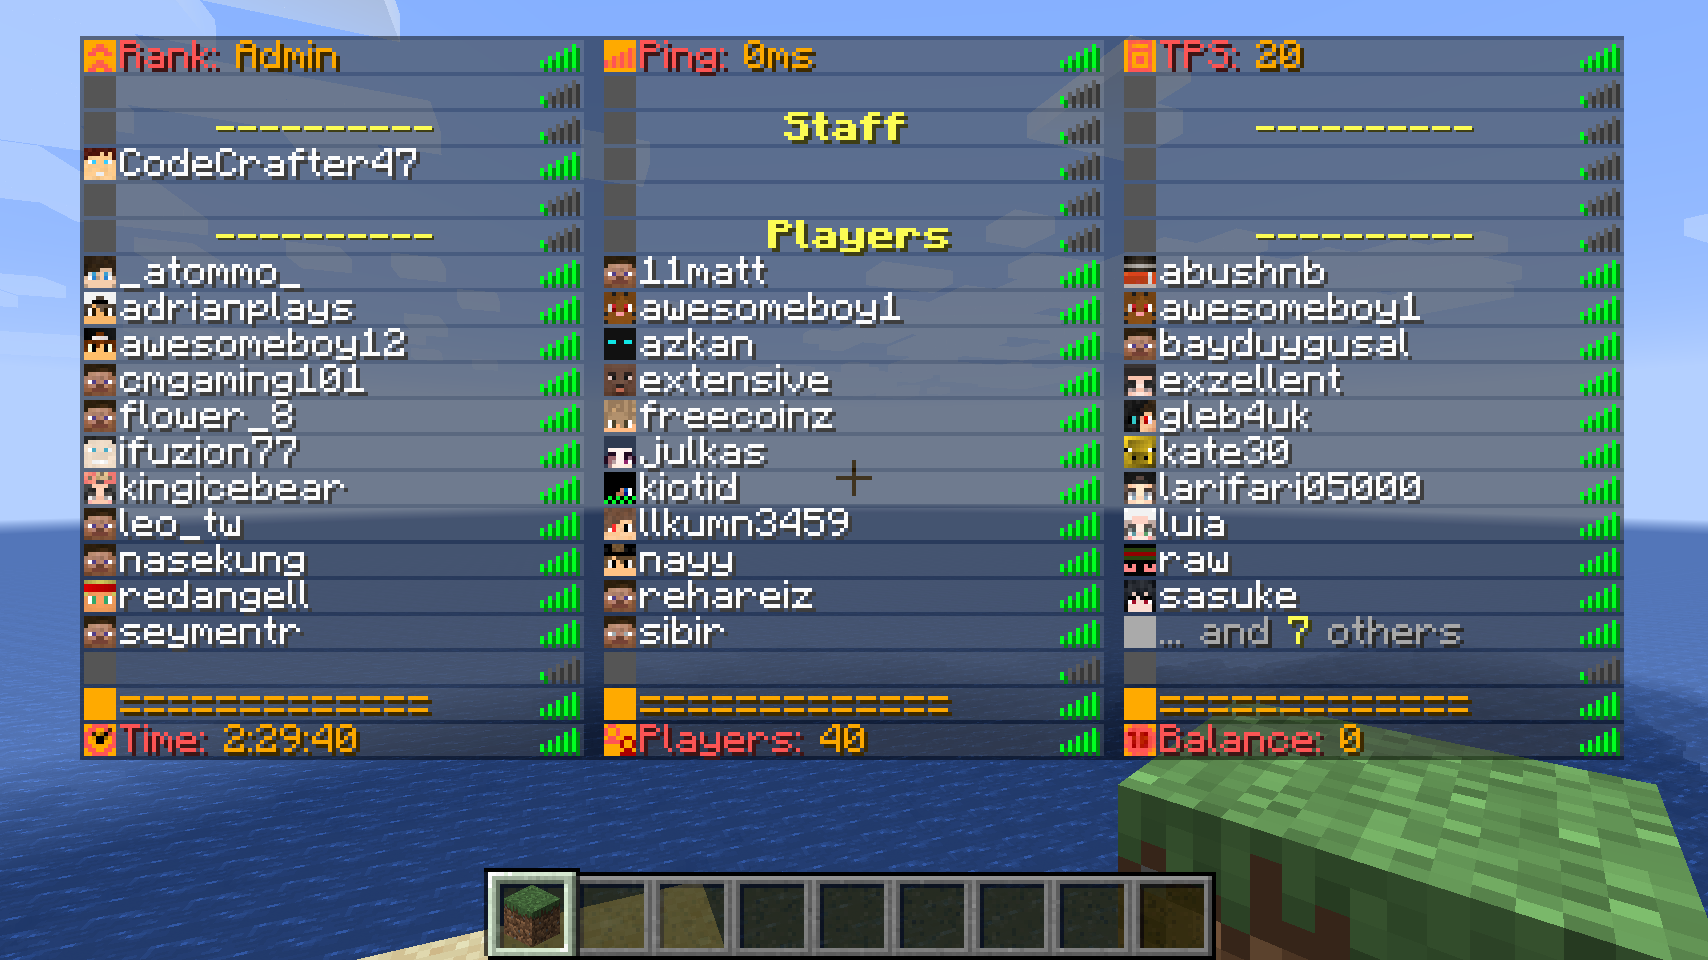 Rank: Admin Ping: 0ms TPS: 20
---------- Staff ----------
CodeCrafter47
---------- Players ----------
_atommo_ 11matt abushnb
adrianplays awesomeboy1 awesomeboy1
awesomeboy12 azkan bayduygusal
cmgaming101 extensive exzellent
flower_8 freecoinz gleb4uk
ifuzion77 julkas kate30
kingicebear kiotid larifari05000
leo_tw llkumn3459 luia
nasekung nayy raw
redangell rehareiz sasuke
seymentr sibir ... and 7 others
============= ============= =============
Time: 2:29:40 Players: 40 Balance: 0